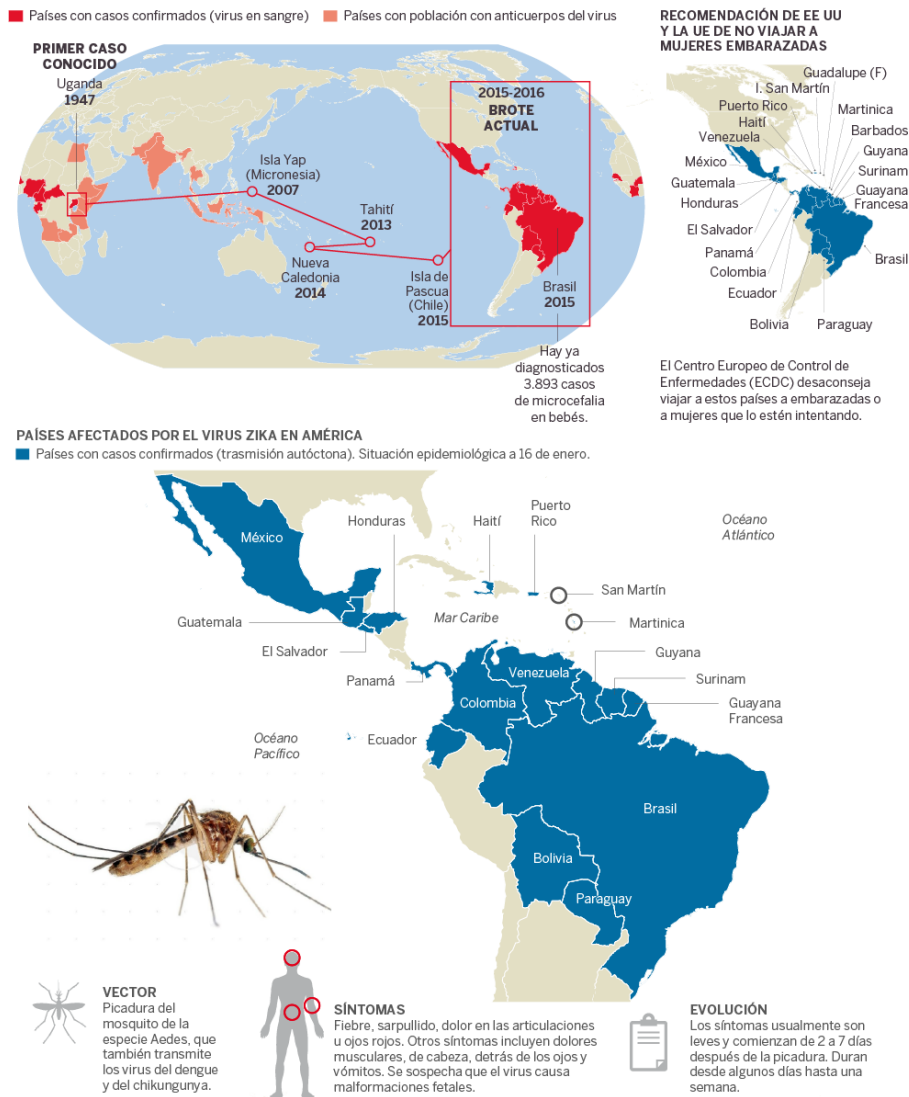 Países con casos confirmados (virus en sangre)
Países con población con anticuerpos del virus
PRIMER CASO
CONOCIDO
Uganda
1947
Isla Yap
(Micronesia)
2007
Tahití
2013
Nueva
Caledonia
2014
Isla de
Pascua
(Chile)
2015
2015-2016
BROTE
ACTUAL
Brasil
2015
Hay ya
diagnosticados
3.893 casos
de microcefalia
en bebés.
RECOMENDACIÓN DE EE UU
Y LA UE DE NO VIAJAR A
MUJERES EMBARAZADAS
Guadalupe (F)
I. San Martín
Puerto Rico
Haití
Venezuela
México
Guatemala
Honduras
El Salvador
Panamá
Colombia
Ecuador
Bolivia
Martinica
Barbados
Guyana
Surinam
Guayana
Francesa
Brasil
Paraguay
El Centro Europeo de Control de
Enfermedades (ECDC) desaconseja
viajar a estos países a embarazadas o
a mujeres que lo estén intentando.
PAÍSES AFECTADOS POR EL VIRUS ZIKA EN AMÉRICA
Países con casos confirmados (trasmisión autóctona). Situación epidemiológica a 16 de enero.
México
Honduras
Haití
Puerto
Rico
Océano
Atlántico
San Martín
Mar Caribe
Martinica
Guatemala
El Salvador
Panamá
Guyana
Venezuela
Surinam
Colombia
Guayana
Francesa
Océano
Pacífico
Ecuador
Brasil
Bolivia
Paraguay
VECTOR
Picadura del
mosquito de la
especie Aedes, que
también transmite
los virus del dengue
y del chikungunya.
SÍNTOMAS
Fiebre, sarpullido, dolor en las articulaciones
u ojos rojos. Otros síntomas incluyen dolores
musculares, de cabeza, detrás de los ojos y
vómitos. Se sospecha que el virus causa
malformaciones fetales.
EVOLUCIÓN
Los síntomas usualmente son
leves y comienzan de 2 a 7 días
después de la picadura. Duran
desde algunos días hasta una
semana.